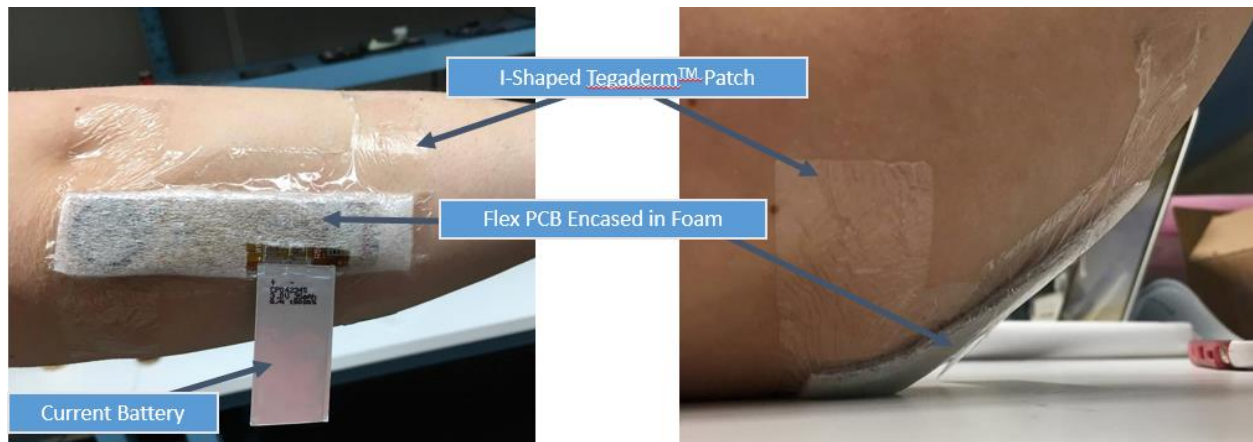 I-Shaped Tegaderm™ Patch
Flex PCB Encased in Foam
Current Battery